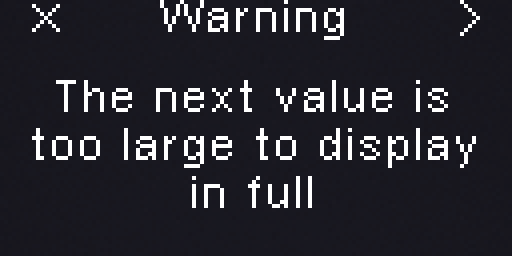 × Warning >
The next value is
too large to display
in full